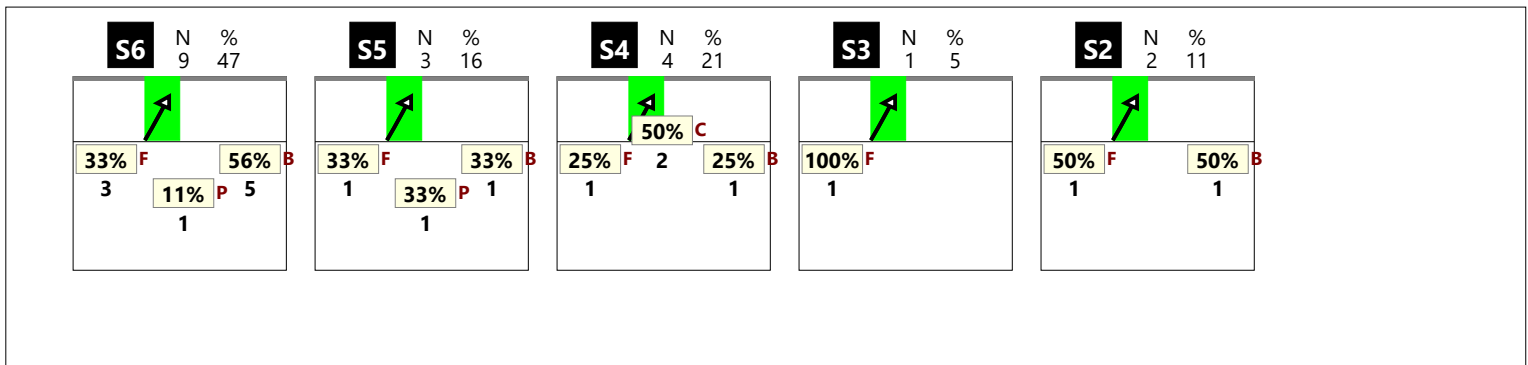 S6 N % 9 47
S5 N % 3 16
S4 N % 4 21
S3 N % 1 5
S2 N % 2 11
33% F 3
56% B 5
11% P 1
33% F 1
33% B 1
33% P 1
50% C 2
25% F 1
25% B 1
100% F 1
50% F 1
50% B 1